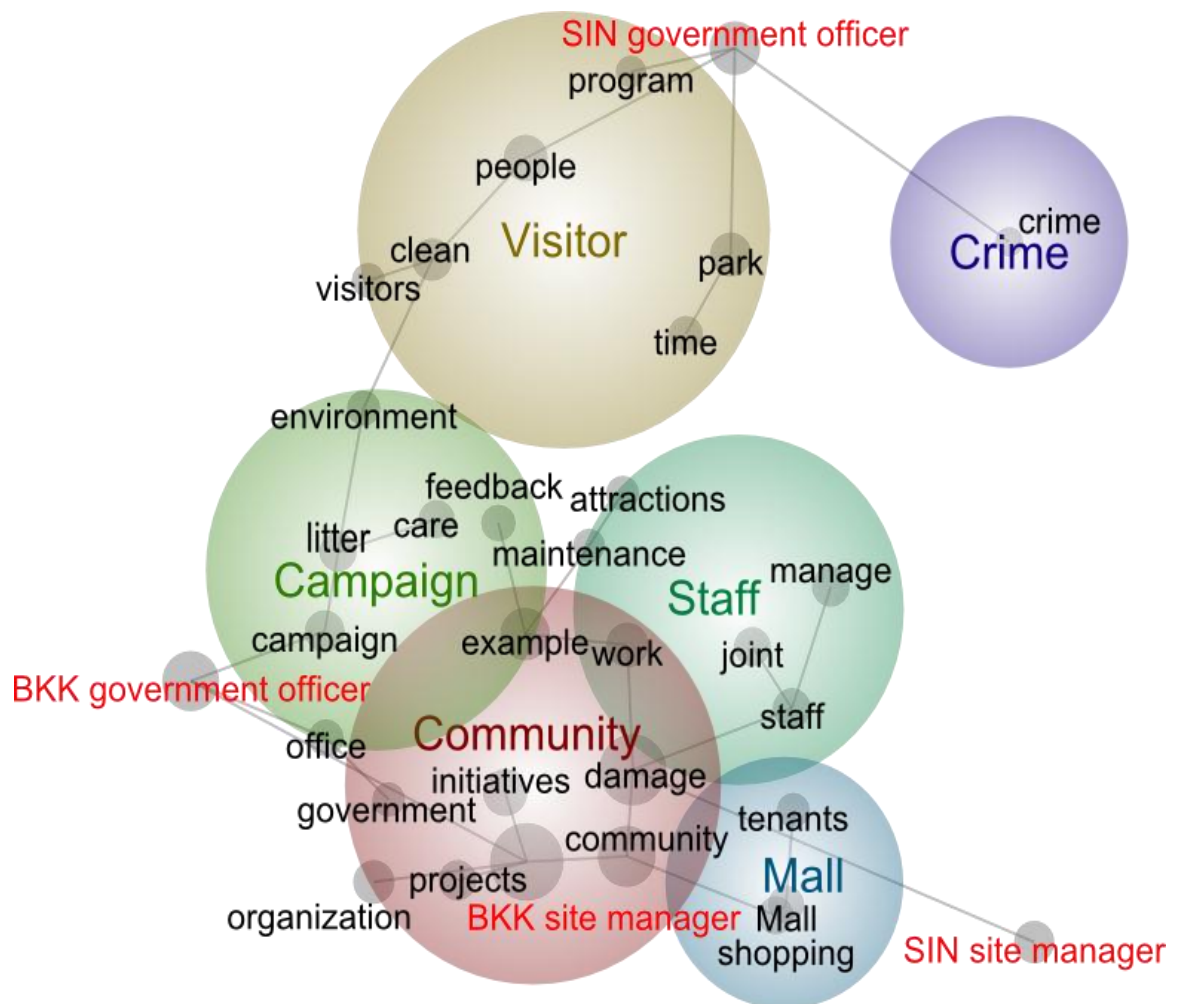 SIN government officer
program
people
crime
Visitor
Crime
clean
park
visitors
time
environment
feedback
attractions
care
litter
maintenance
manage
Campaign
Staff
campaign
example
work
joint
BKK government officer
staff
Community
office
initiatives
damage
government
tenants
community
Mall
projects
organization
BKK site manager
Mall
shopping
SIN site manager